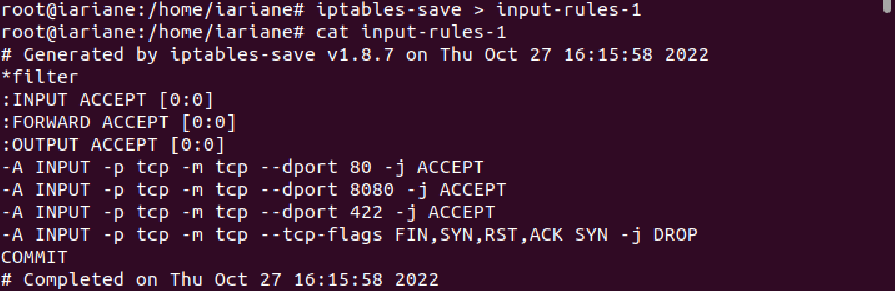 root@iariane:/home/iariane# iptables-save > input-rules-1
root@iariane:/home/iariane# cat input-rules-1
# Generated by iptables-save v1.8.7 on Thu Oct 27 16:15:58 2022
*filter
:INPUT ACCEPT [0:0]
:FORWARD ACCEPT [0:0]
:OUTPUT ACCEPT [0:0]
-A INPUT -p tcp -m tcp --dport 80 -j ACCEPT
-A INPUT -p tcp -m tcp --dport 8080 -j ACCEPT
-A INPUT -p tcp -m tcp --dport 422 -j ACCEPT
-A INPUT -p tcp -m tcp --tcp-flags FIN,SYN,RST,ACK SYN -j DROP
COMMIT
# Completed on Thu Oct 27 16:15:58 2022